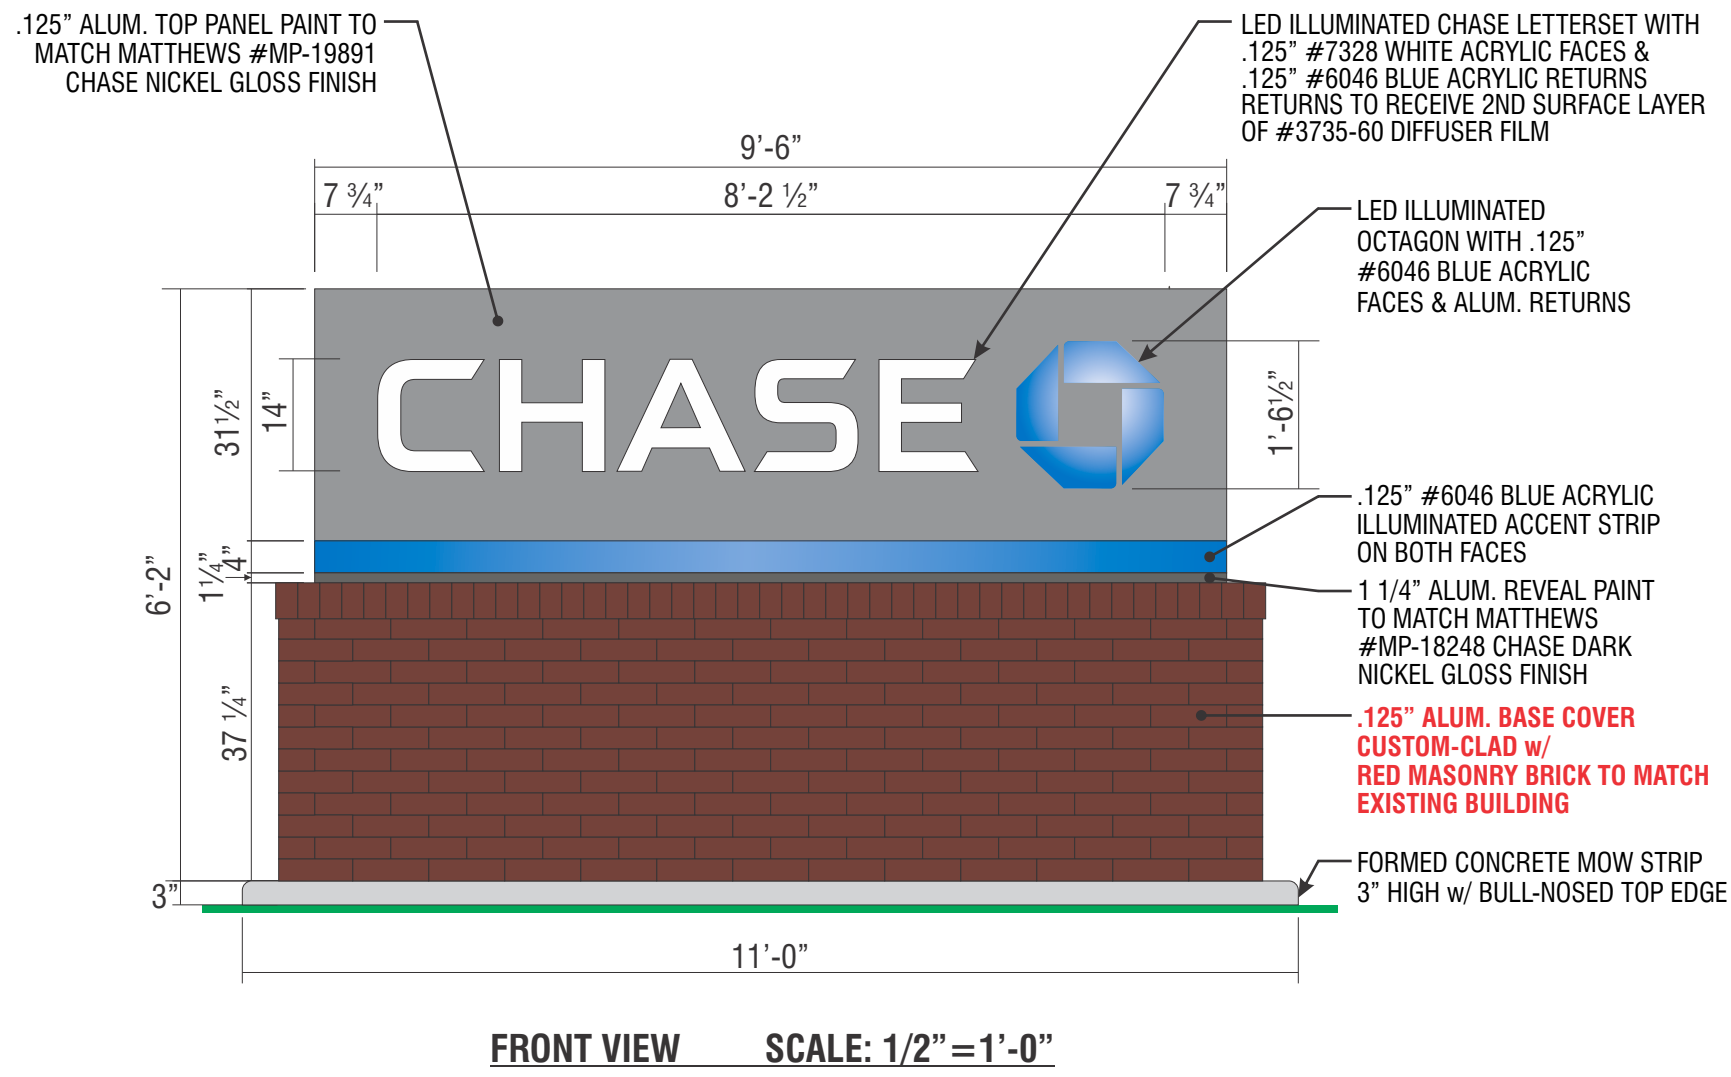 .125” ALUM. TOP PANEL PAINT TO
MATCH MATTHEWS #MP-19891
CHASE NICKEL GLOSS FINISH
LED ILLUMINATED CHASE LETTERSET WITH
.125” #7328 WHITE ACRYLIC FACES &
.125” #6046 BLUE ACRYLIC RETURNS
RETURNS TO RECEIVE 2ND SURFACE LAYER
OF #3735-60 DIFFUSER FILM
9’-6”
7 ¾”
8’-2 ½”
7 ¾”
LED ILLUMINATED
OCTAGON WITH .125”
#6046 BLUE ACRYLIC
FACES & ALUM. RETURNS
CHASE
31½”
14”
1’-6½”
.125” #6046 BLUE ACRYLIC
ILLUMINATED ACCENT STRIP
ON BOTH FACES
6’-2”
1¼”
4”
1 1/4” ALUM. REVEAL PAINT
TO MATCH MATTHEWS
#MP-18248 CHASE DARK
NICKEL GLOSS FINISH
37 ¼”
.125” ALUM. BASE COVER
CUSTOM-CLAD w/
RED MASONRY BRICK TO MATCH
EXISTING BUILDING
3”
FORMED CONCRETE MOW STRIP
3” HIGH w/ BULL-NOSED TOP EDGE
11’-0”
FRONT VIEW SCALE: 1/2”=1’-0”